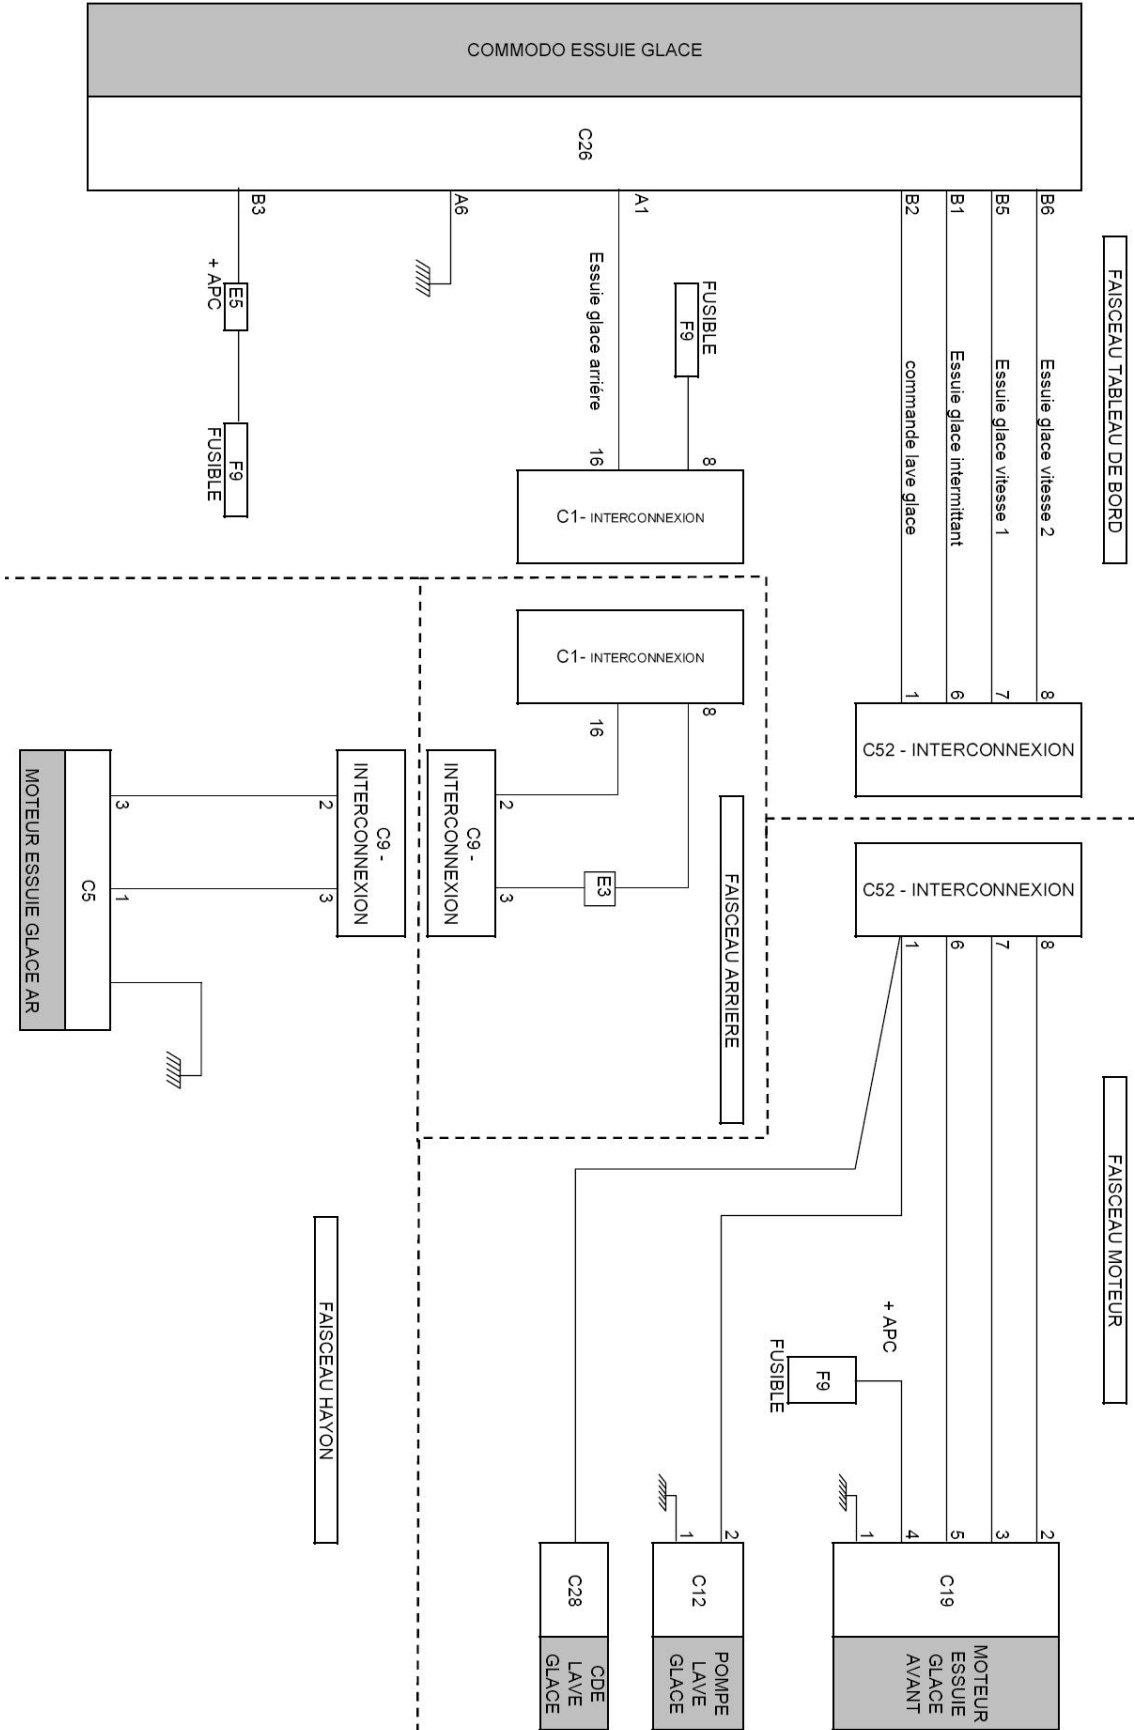 COMMODO ESSUIE GLACE
C26
B3
A6
A1
B2
B1
B5
B6
FAISCEAU TABLEAU DE BORD
E5
+ APC
F9
FUSIBLE
Essuie glace arriére
FUSIBLE
F9
commande lave glace
Essuie glace intermittant
Essuie glace vitesse 1
Essuie glace vitesse 2
16
8
C1- INTERCONNEXION
1
6
7
8
C52 - INTERCONNEXION
C1- INTERCONNEXION
16
8
C52 - INTERCONNEXION
1
6
7
8
FAISCEAU ARRIERE
C9 -
INTERCONNEXION
2
3
E3
C9 -
INTERCONNEXION
2
3
MOTEUR ESSUIE GLACE AR
C5
3
1
FAISCEAU MOTEUR
FAISCEAU HAYON
+ APC
F9
FUSIBLE
C28
CDE
LAVE
GLACE
1
2
C12
POMPE
LAVE
GLACE
1
4
5
3
2
C19
MOTEUR
ESSUIE
GLACE
AVANT